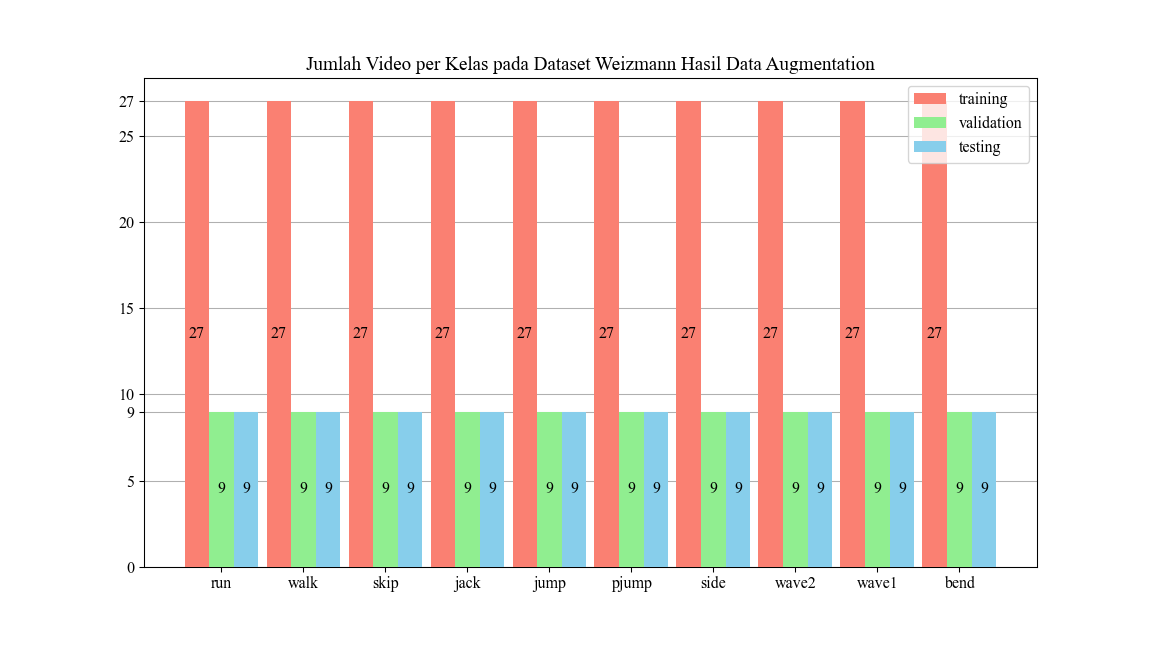 Jumlah Video per Kelas pada Dataset Weizmann Hasil Data Augmentation
training
validation
testing
27
25
20
15
10
9
5
0
27 27 27 27 27 27 27 27 27 27
9 9 9 9 9 9 9 9 9 9 9 9 9 9 9 9 9 9 9 9
run walk skip jack jump pjump side wave2 wave1 bend